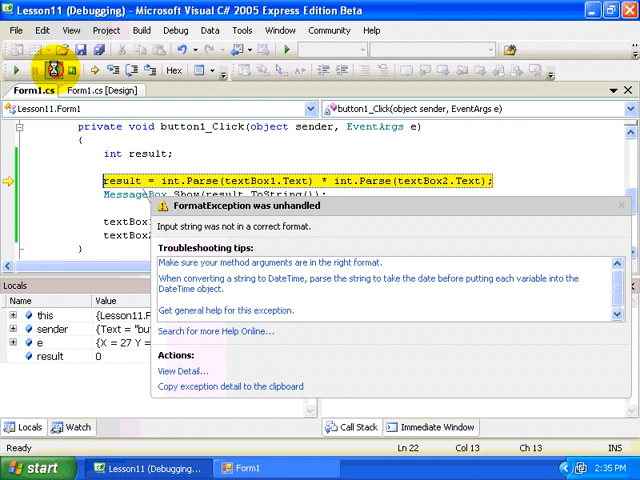 Lesson11 (Debugging) - Microsoft Visual C# 2005 Express Edition Beta
File Edit View Project Build Debug Data Tools Window Community Help
Hex
Form1.cs Form1.cs [Design]
Lesson11.Form1 button1_Click(object sender, EventArgs e)
private void button1_Click(object sender, EventArgs e)
{
int result;
result = int.Parse(textBox1.Text) * int.Parse(textBox2.Text);
MessageBox.Show(result.ToString());
textBox1
textBox2
}
FormatException was unhandled
Input string was not in a correct format.
Troubleshooting tips:
Make sure your method arguments are in the right format.
When converting a string to DateTime, parse the string to take the date before putting each variable into the
DateTime object.
Get general help for this exception.
Search for more Help Online...
Actions:
View Detail...
Copy exception detail to the clipboard
Locals
Name Value
this {Lesson11.F
sender {Text = "bu
e {X = 27 Y =
result 0
Locals Watch Call Stack Immediate Window
Ready Ln 22 Col 13 Ch 13 INS
start Lesson11 (Debugging... Form1 2:35 PM